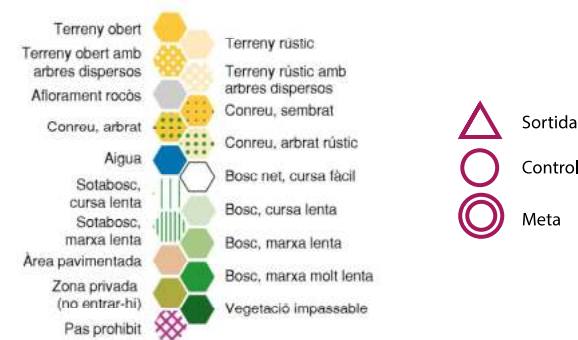 Terreny obert
Terreny obert amb
arbres dispersos
Aflorament rocòs
Conreu, arbrat
Aigua
Sotabosc,
cursa lenta
Sotabosc,
marxa lenta
Àrea pavimentada
Zona privada
(no entrar-hi)
Pas prohibit
Terreny rústic
Terreny rústic amb
arbres dispersos
Conreu, sembrat
Conreu, arbrat rústic
Bosc net, cursa fàcil
Bosc, cursa lenta
Bosc, marxa lenta
Bosc, marxa molt lenta
Vegetació impassable
Sortida
Control
Meta